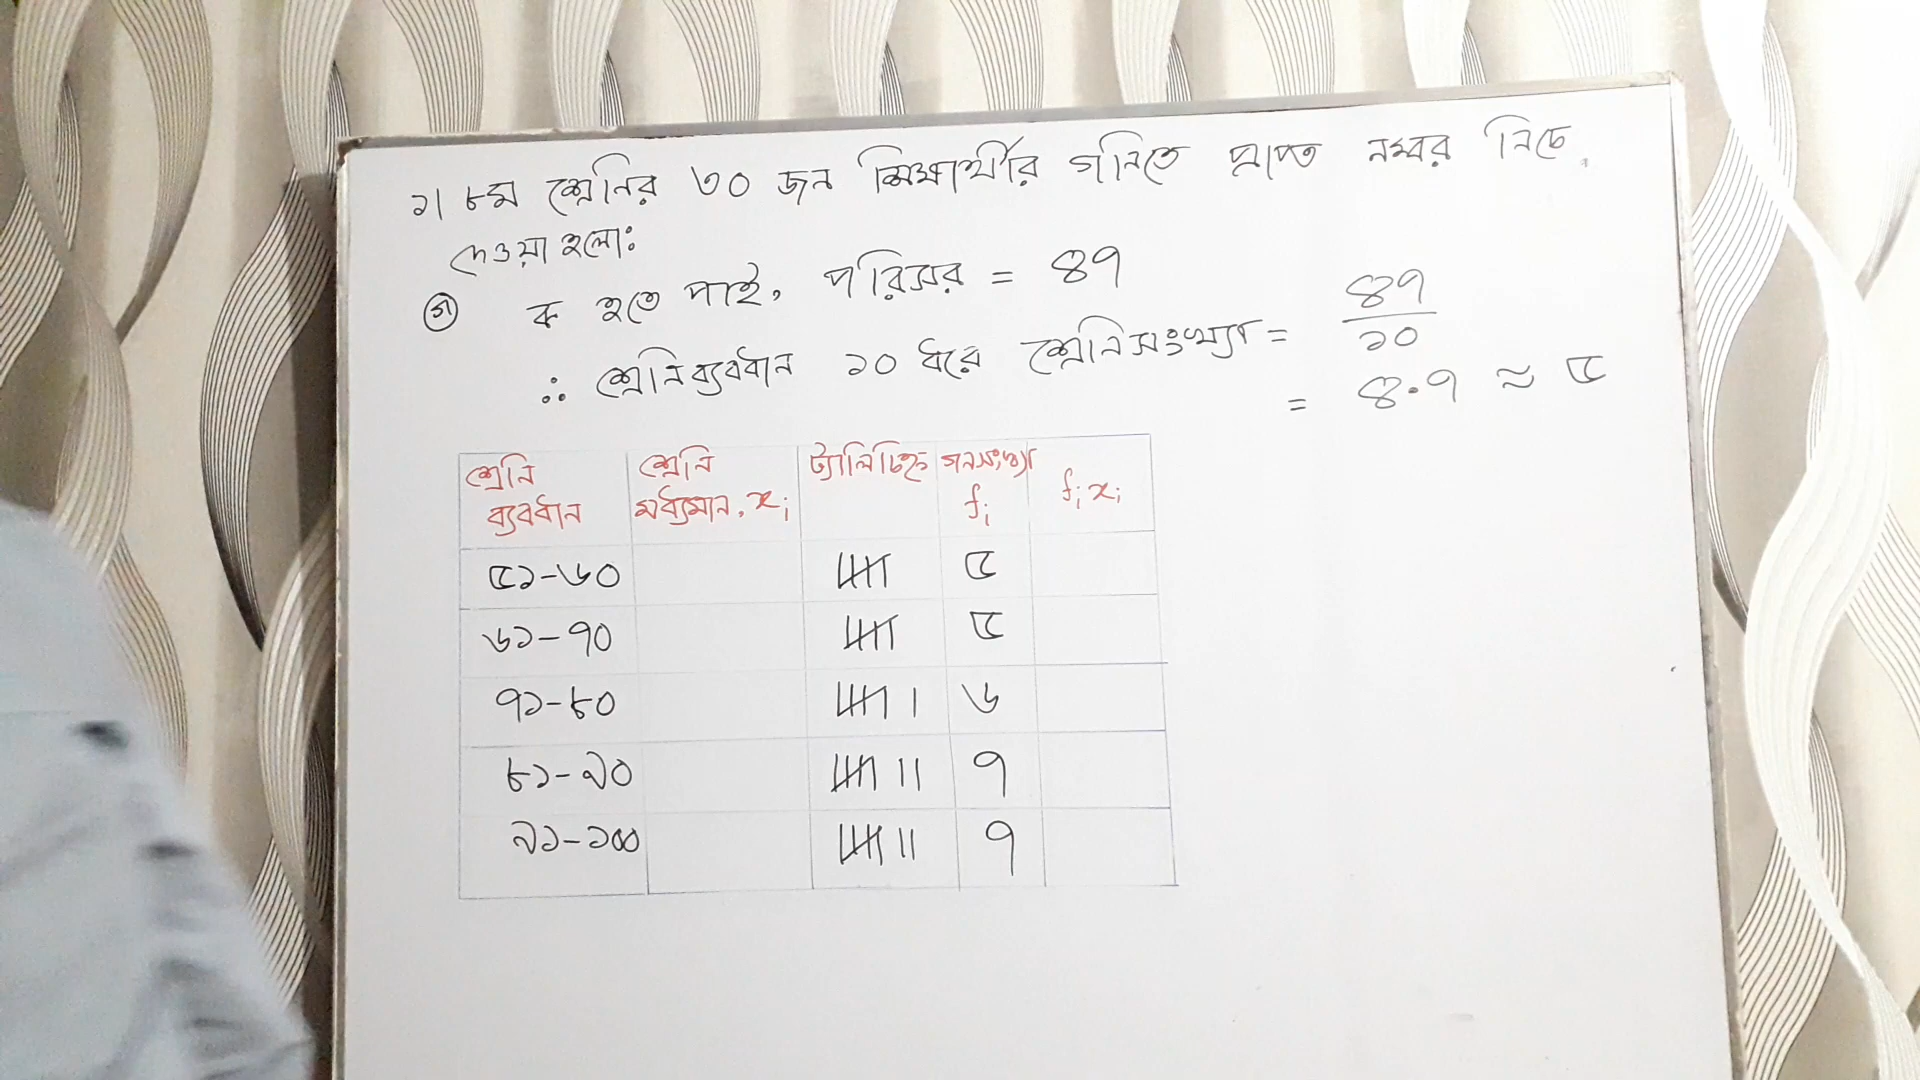 ১। ৮ম শ্রেনির ৩০ জন শিক্ষার্থীর গনিতে প্রাপ্ত নম্বর নিচে
দেওয়া হলো:
গ ক হতে পাই, পরিসর = ৪৭
∴ শ্রেনি ব্যবধান ১০ ধরে শ্রেনিসংখ্যা = ৪৭/১০
= ৪.৭ ≈ ৫
শ্রেনি ব্যবধান শ্রেনি মধ্যমান, xᵢ ট্যালিচিহ্ন গনসংখ্যা fᵢ fᵢxᵢ
৫১-৬০ |||| ৫
৬১-৭০ |||| ৫
৭১-৮০ |||| | ৬
৮১-৯০ |||| || ৭
৯১-১০০ |||| || ৭